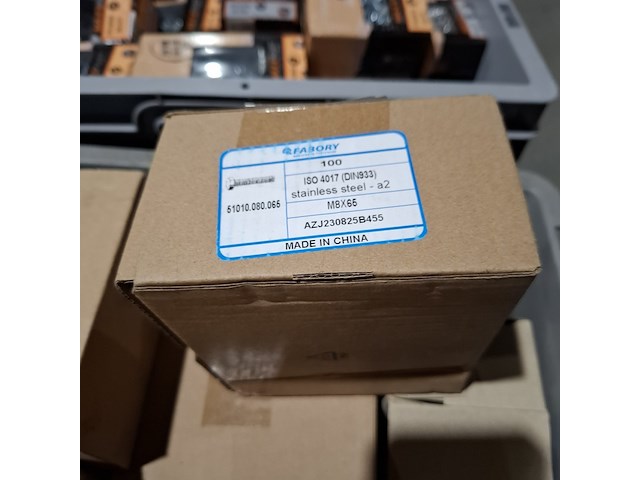 FABORY
100
ISO 4017 (DIN933)
stainless steel - a2
51010.080.065
M8X65
AZJ230825B455
MADE IN CHINA